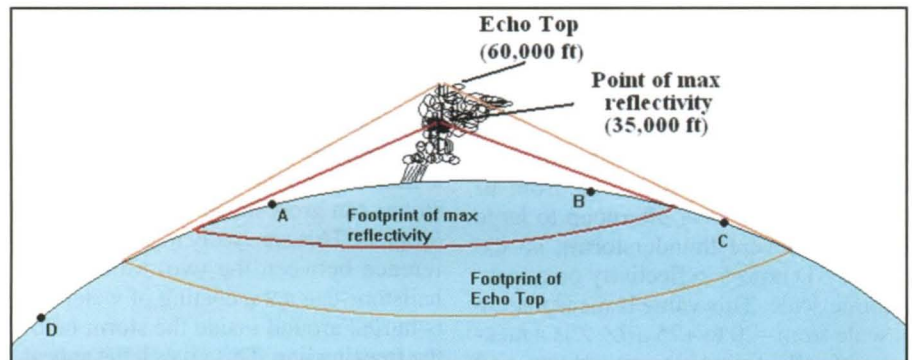 Echo Top
(60,000 ft)
Point of max
reflectivity
(35,000 ft)
A
B
Footprint of max
reflectivity
C
Footprint of
Echo Top
D